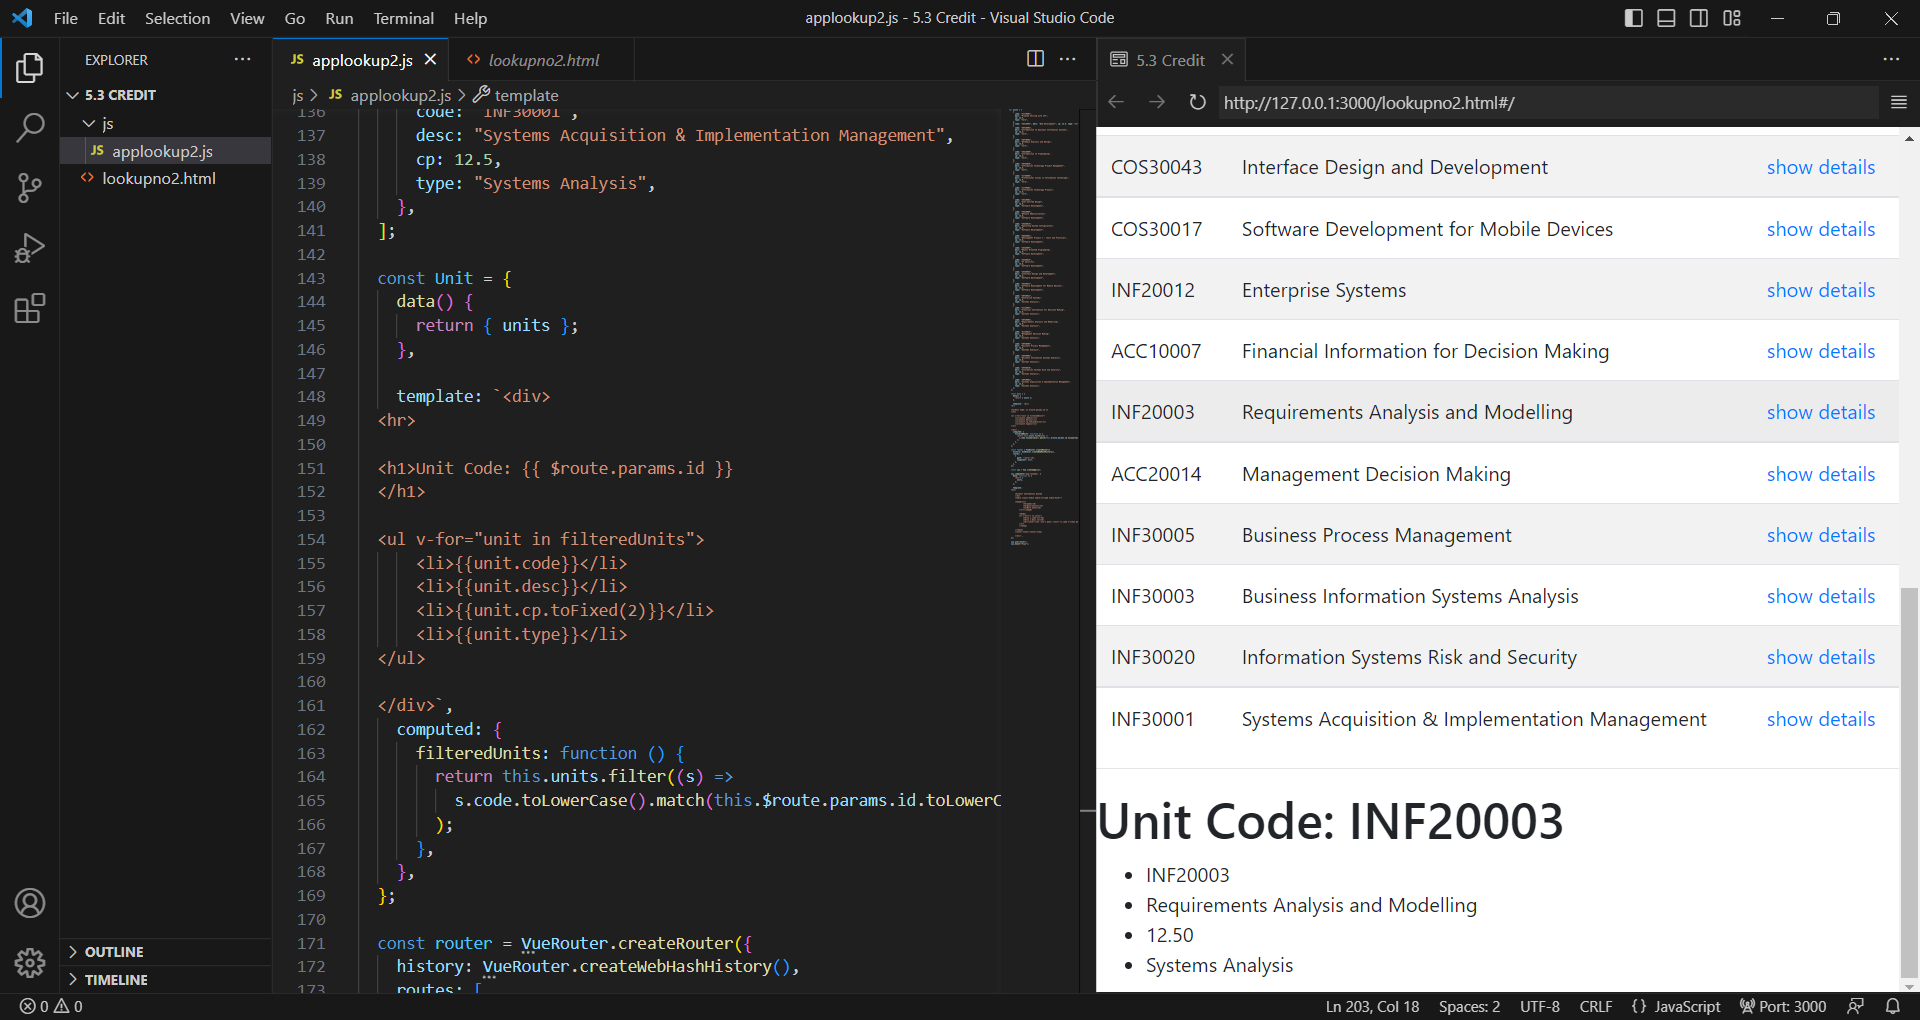 File Edit Selection View Go Run Terminal Help
applookup2.js - 5.3 Credit - Visual Studio Code
EXPLORER ···
5.3 CREDIT
js
JS applookup2.js
<> lookupno2.html
OUTLINE
TIMELINE
JS applookup2.js
<> lookupno2.html
js > JS applookup2.js > template
136 code: "INF30001",
137 desc: "Systems Acquisition & Implementation Management",
138 cp: 12.5,
139 type: "Systems Analysis",
140 },
141 ];
142
143 const Unit = {
144 data() {
145 return { units };
146 },
147
148 template: `<div>
149 <hr>
150
151 <h1>Unit Code: {{ $route.params.id }}
152 </h1>
153
154 <ul v-for="unit in filteredUnits">
155 <li>{{unit.code}}</li>
156 <li>{{unit.desc}}</li>
157 <li>{{unit.cp.toFixed(2)}}</li>
158 <li>{{unit.type}}</li>
159 </ul>
160
161 </div>`,
162 computed: {
163 filteredUnits: function () {
164 return this.units.filter((s) =>
165 s.code.toLowerCase().match(this.$route.params.id.toLowerC
166 );
167 },
168 },
169 };
170
171 const router = VueRouter.createRouter({
172 history: VueRouter.createWebHashHistory(),
173 routes: [
5.3 Credit
http://127.0.0.1:3000/lookupno2.html#/
COS30043 Interface Design and Development show details
COS30017 Software Development for Mobile Devices show details
INF20012 Enterprise Systems show details
ACC10007 Financial Information for Decision Making show details
INF20003 Requirements Analysis and Modelling show details
ACC20014 Management Decision Making show details
INF30005 Business Process Management show details
INF30003 Business Information Systems Analysis show details
INF30020 Information Systems Risk and Security show details
INF30001 Systems Acquisition & Implementation Management show details
Unit Code: INF20003
• INF20003
• Requirements Analysis and Modelling
• 12.50
• Systems Analysis
0 0
Ln 203, Col 18 Spaces: 2 UTF-8 CRLF {} JavaScript Port: 3000